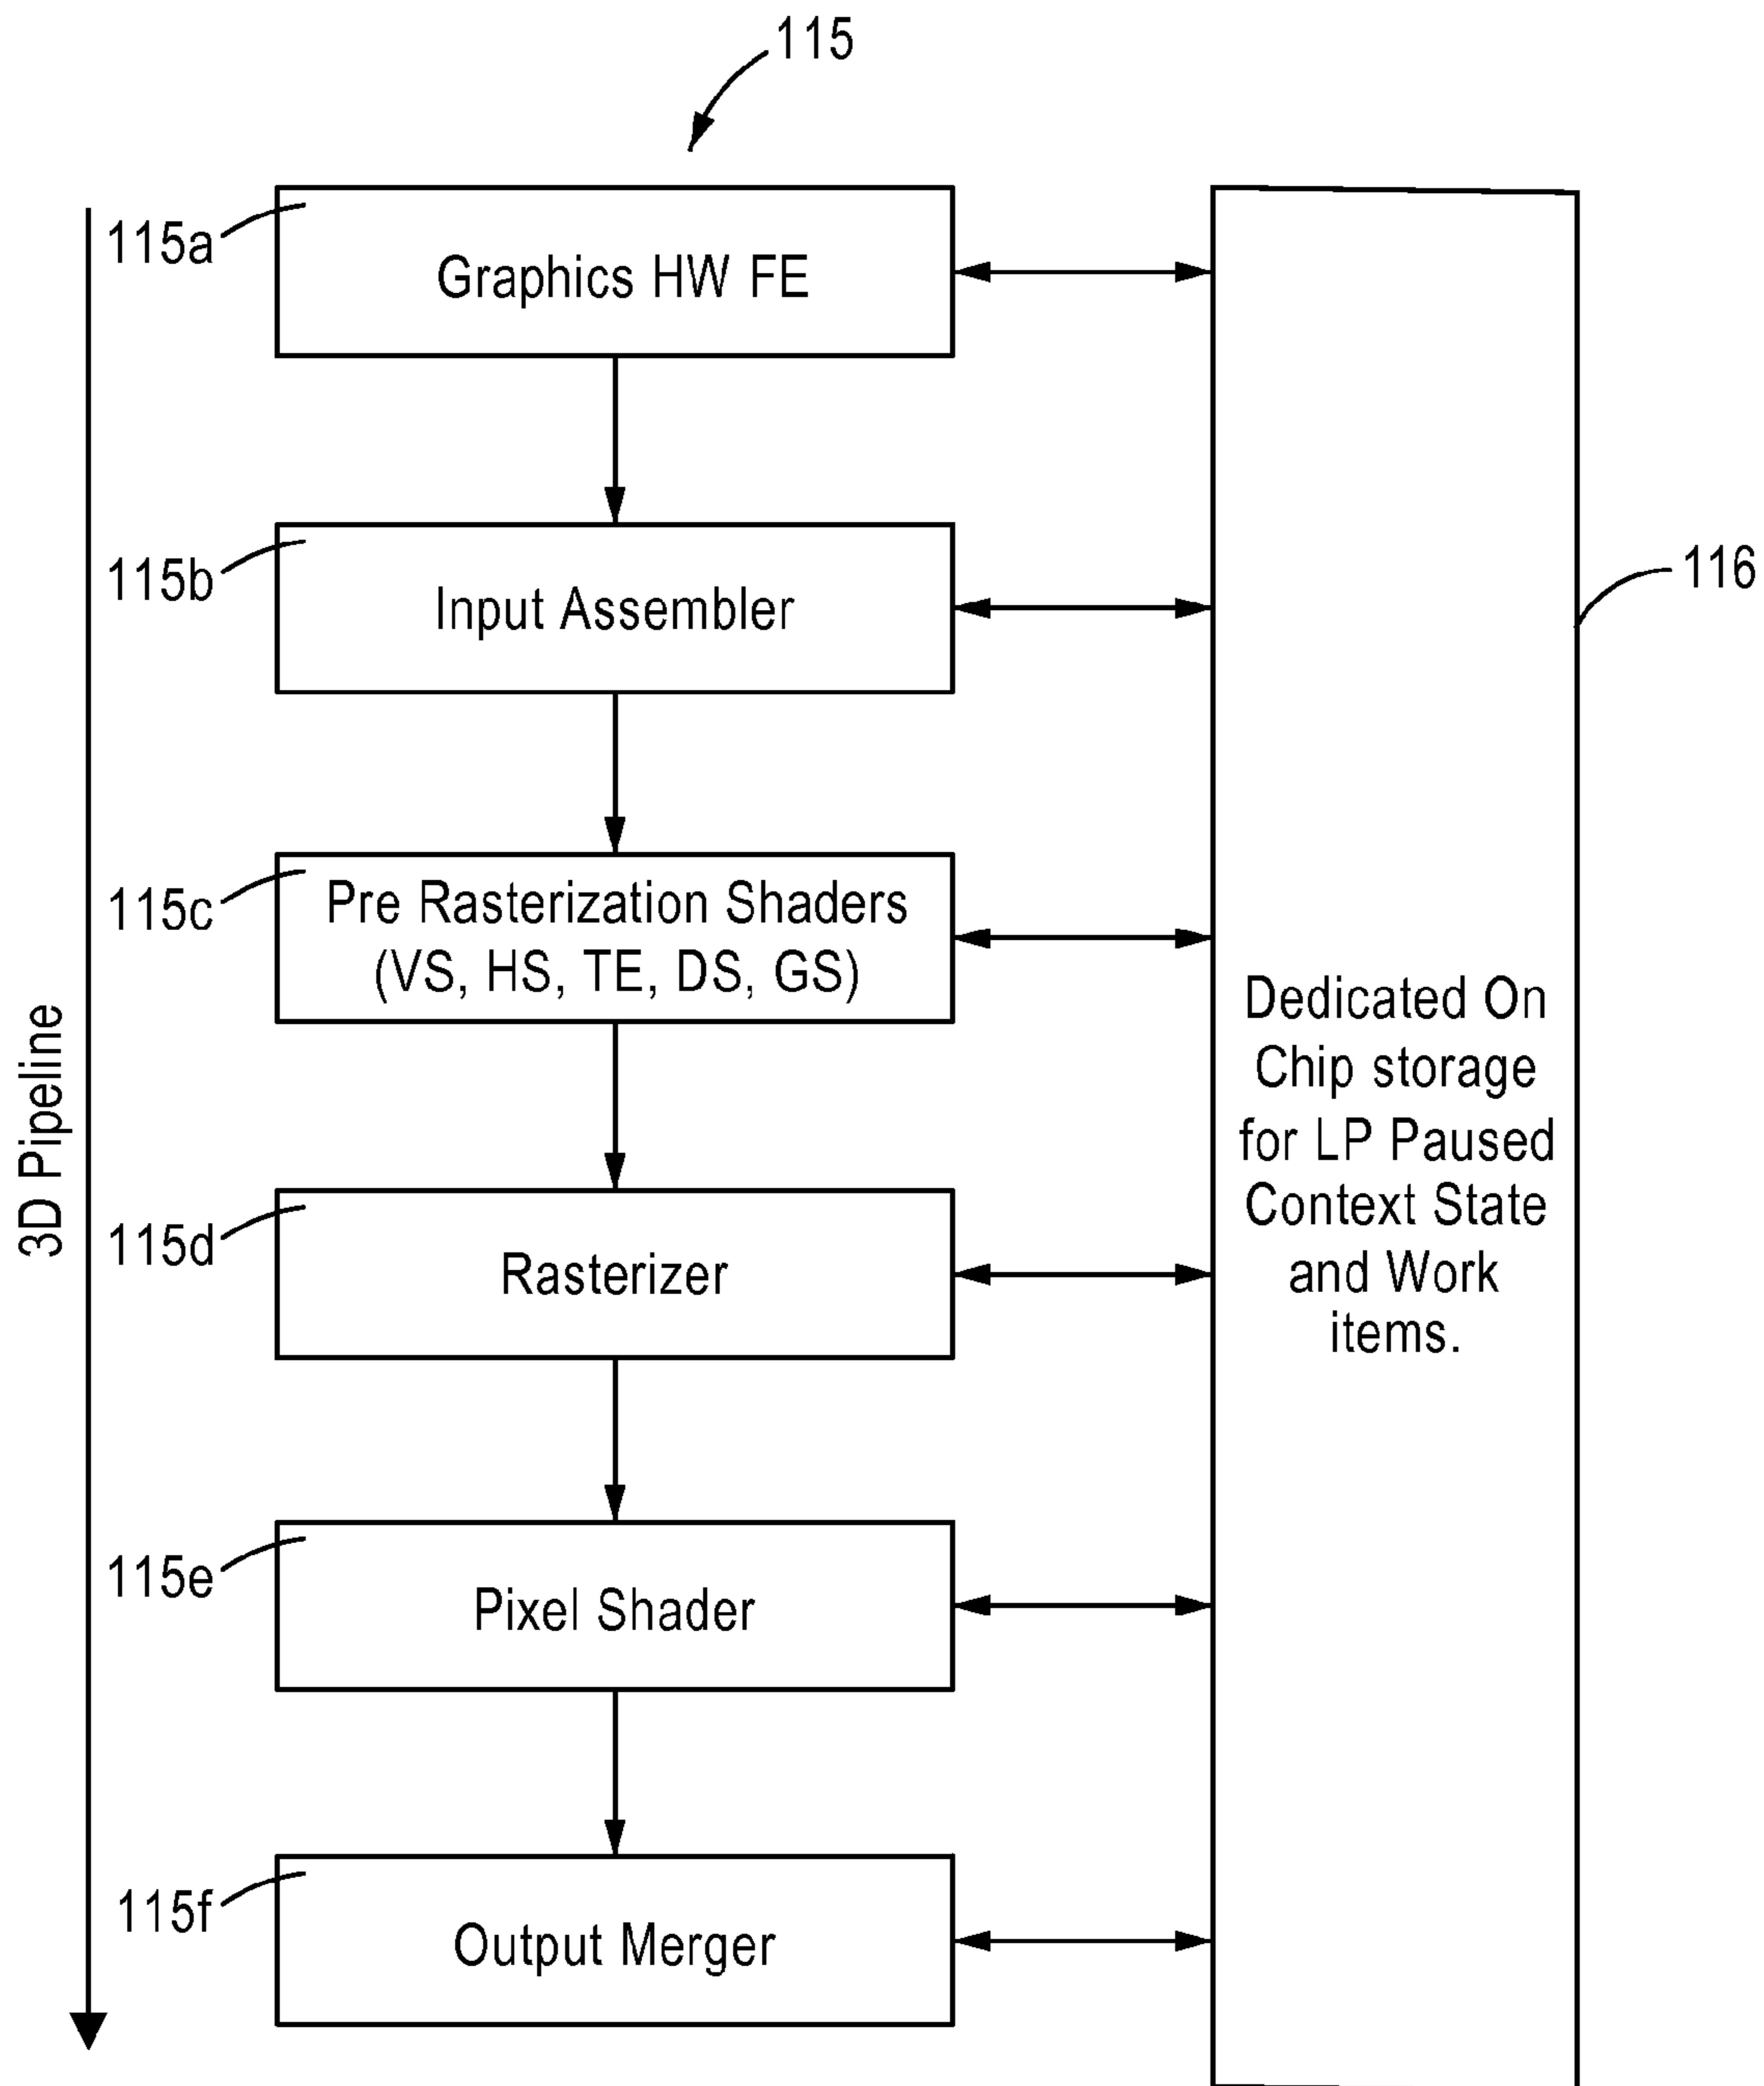 115
115a
Graphics HW FE
115b
Input Assembler
116
115c
Pre Rasterization Shaders
(VS, HS, TE, DS, GS)
3D Pipeline
Dedicated On
Chip storage
for LP Paused
Context State
and Work
items.
115d
Rasterizer
115e
Pixel Shader
115f
Output Merger